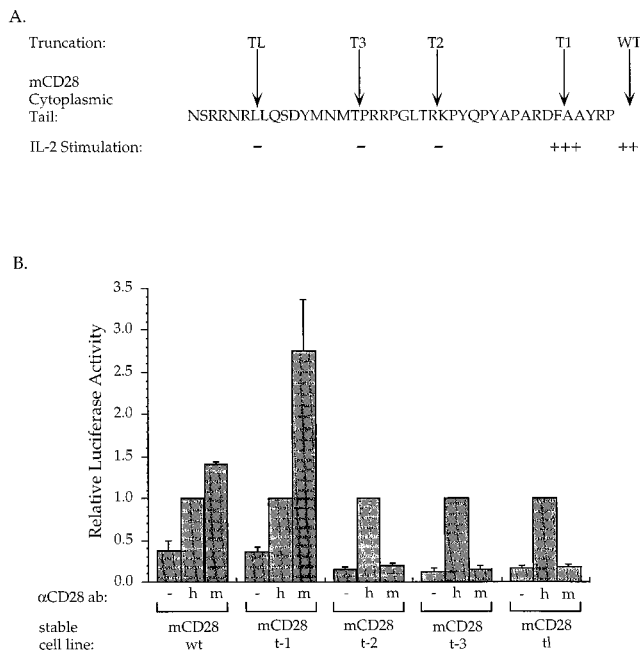 A.
Truncation: TL T3 T2 T1 WT
mCD28
Cytoplasmic
Tail: NSRRNRLLQSDYMNMTPRRPGLTRKPYQPYAPARDFAAYRP
IL-2 Stimulation: – – – +++ ++
B.
Relative Luciferase Activity
3.5
3.0
2.5
2.0
1.5
1.0
0.5
0.0
αCD28 ab: - h m - h m - h m - h m - h m
stable mCD28 mCD28 mCD28 mCD28 mCD28
cell line: wt t-1 t-2 t-3 tl